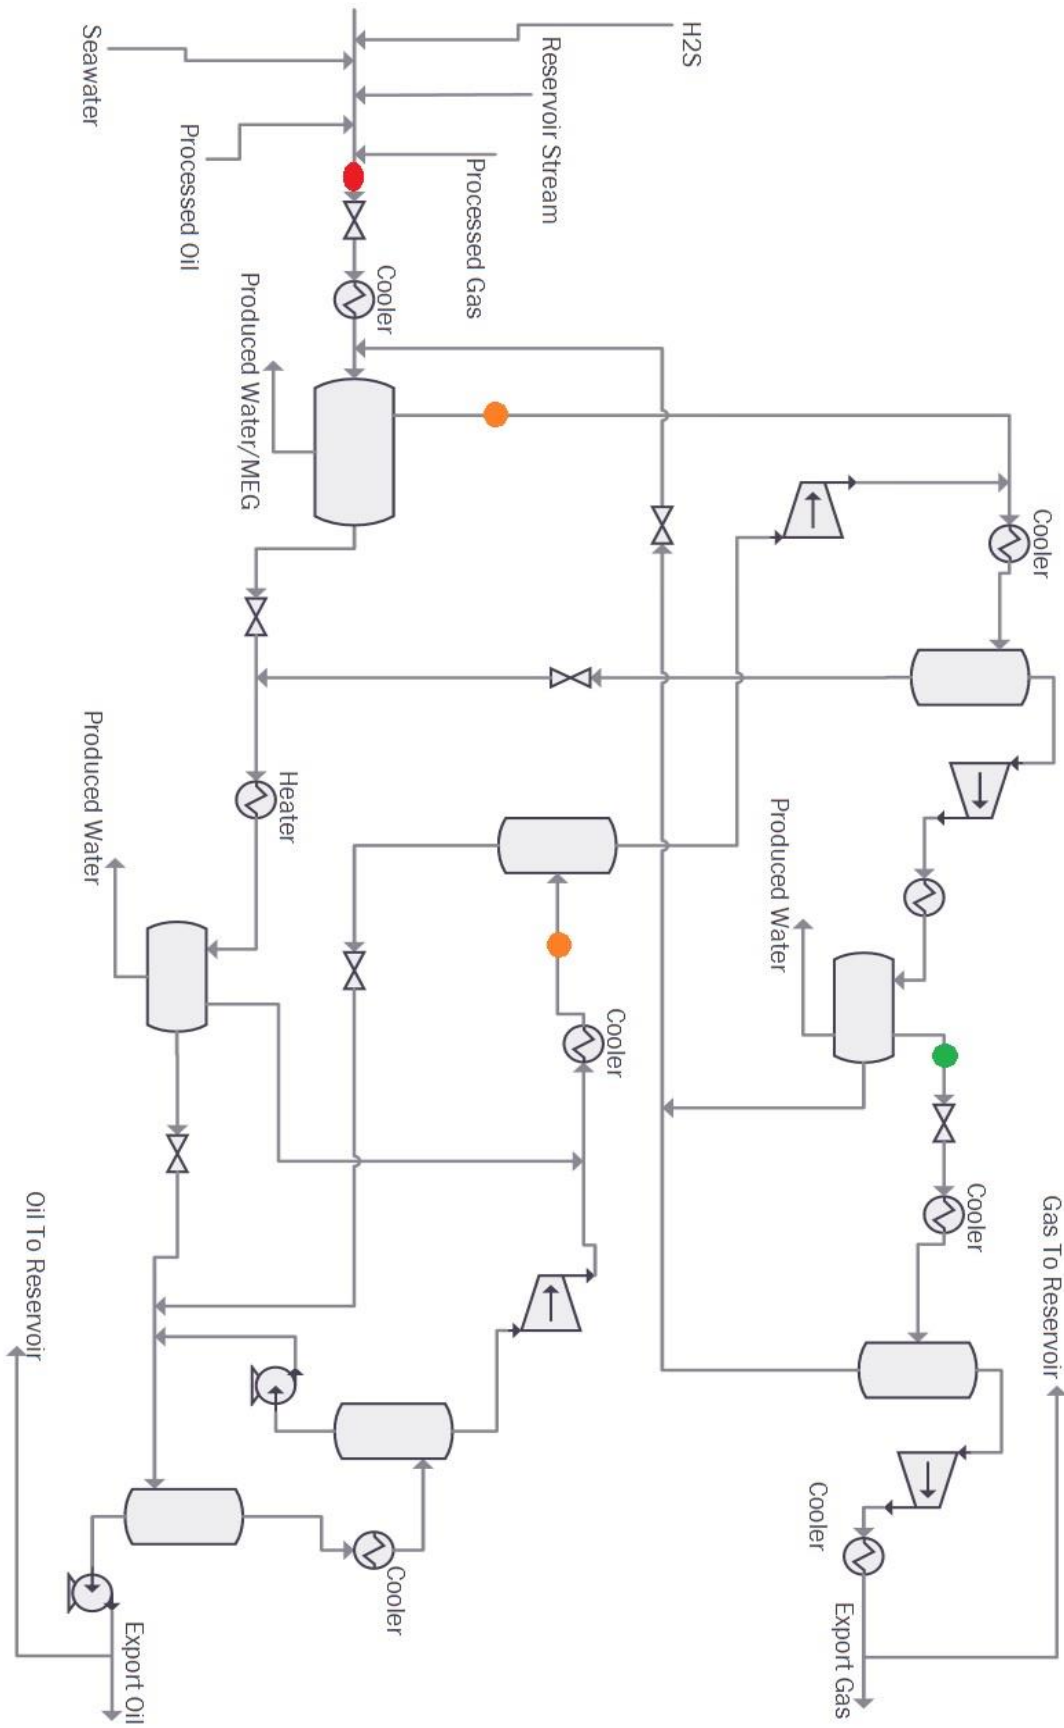 H2S
Reservoir Stream
Seawater
Processed Oil
Processed Gas
Cooler
Produced Water/MEG
Cooler
Heater
Produced Water
Produced Water
Cooler
Cooler
Gas To Reservoir
Oil To Reservoir
Cooler
Cooler
Export Gas
Export Oil